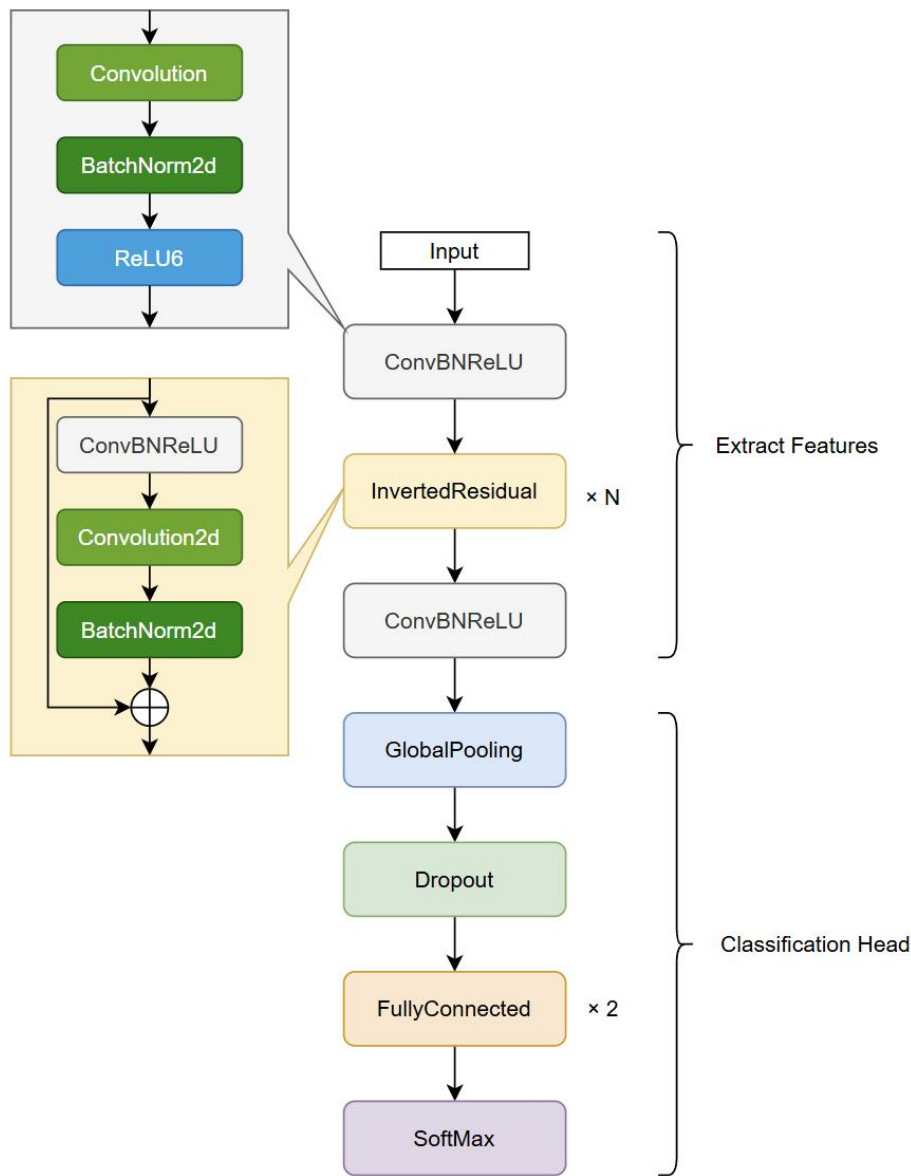 Convolution
BatchNorm2d
ReLU6
ConvBNReLU
Convolution2d
BatchNorm2d
Input
ConvBNReLU
InvertedResidual
× N
ConvBNReLU
GlobalPooling
Dropout
FullyConnected
× 2
SoftMax
Extract Features
Classification Head